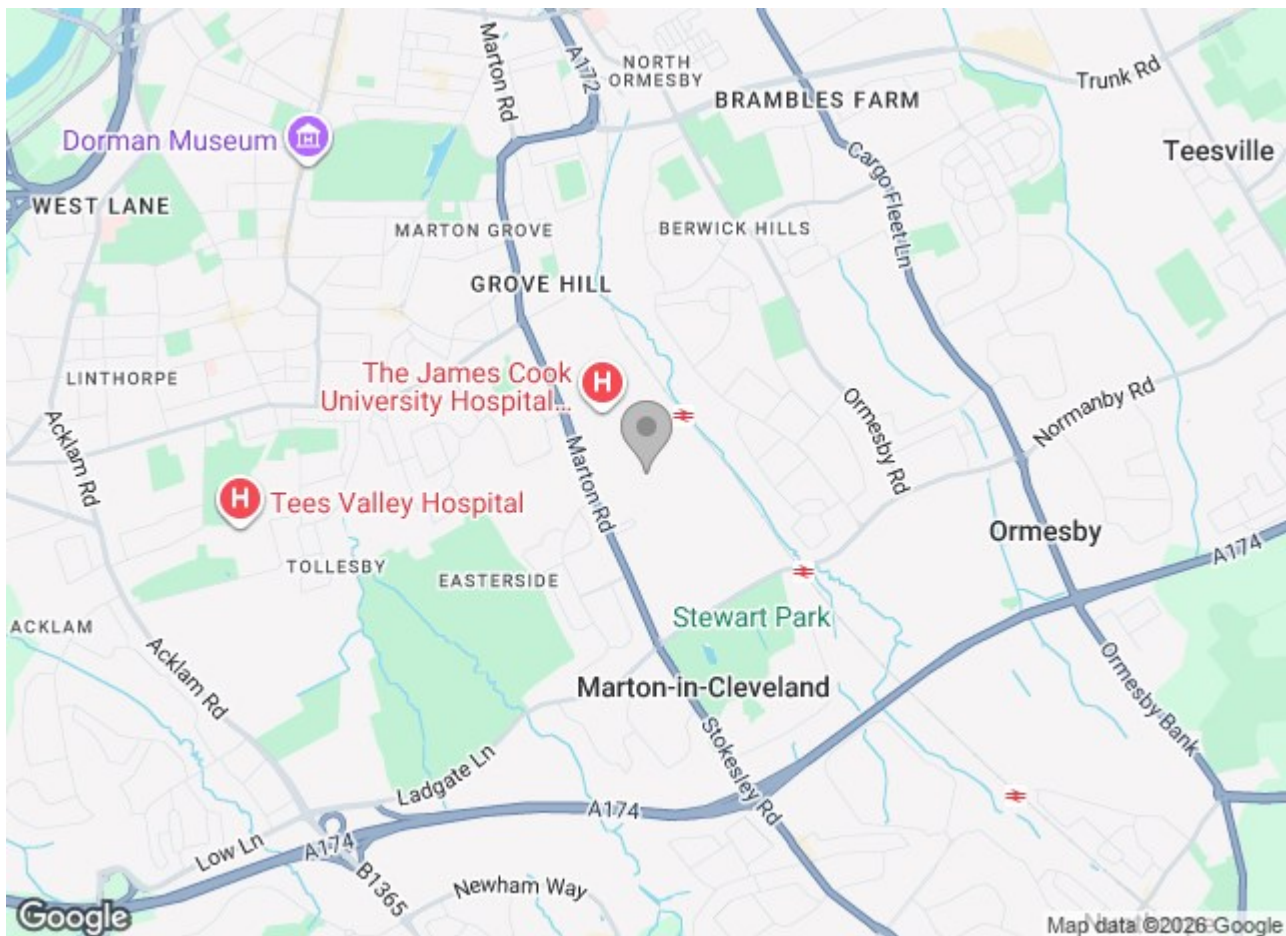 Marton Rd
A172
NORTH
ORMESBY
Trunk Rd
BRAMBLES FARM
Dorman Museum
Teesville
Cargo Fleet Ln
WEST LANE
MARTON GROVE
BERWICK HILLS
GROVE HILL
LINTHORPE
The James Cook
University Hospital...
H
Acklam Rd
Ormesby Rd
Normanby Rd
Marton Rd
H
Tees Valley Hospital
Ormesby
A174
TOLLESBY
EASTERSIDE
ACKLAM
Stewart Park
Acklam Rd
Marton-in-Cleveland
Ormesby Bank
Stokesley Rd
Ladgate Ln
A174
Low Ln
A174
B1365
Newham Way
Google
Map data ©2026 Google